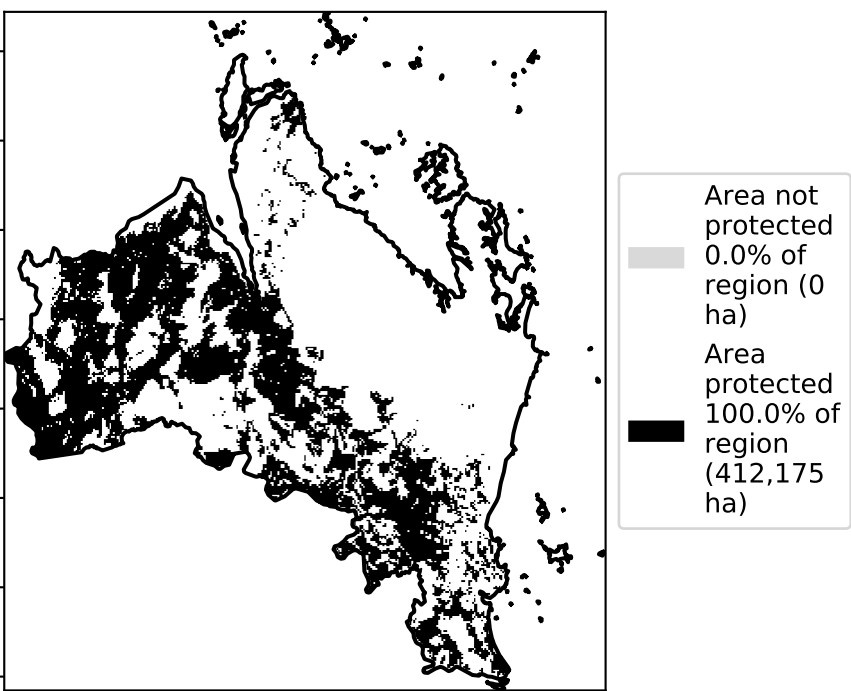 Area not
protected
0.0% of
region (0
ha)
Area
protected
100.0% of
region
(412,175
ha)